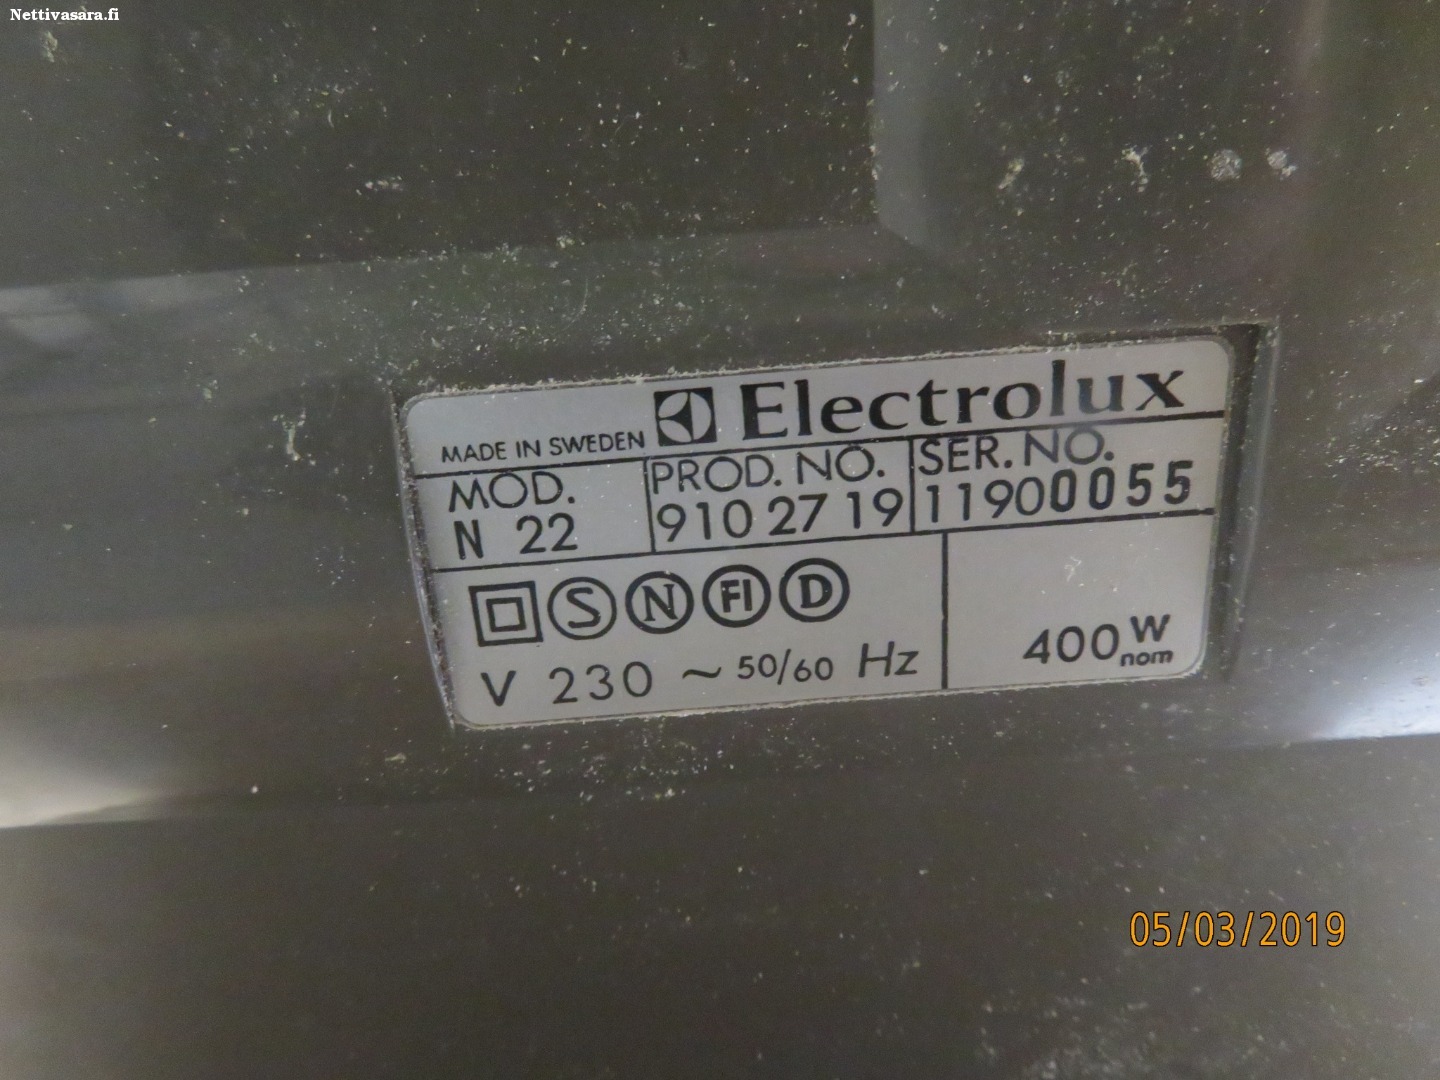 Nettivasara.fi
MADE IN SWEDEN Electrolux
MOD. PROD. NO. SER. NO.
N 22 910 27 19 11900055
S N FI D
V 230 ~ 50/60 Hz 400 W nom
05/03/2019